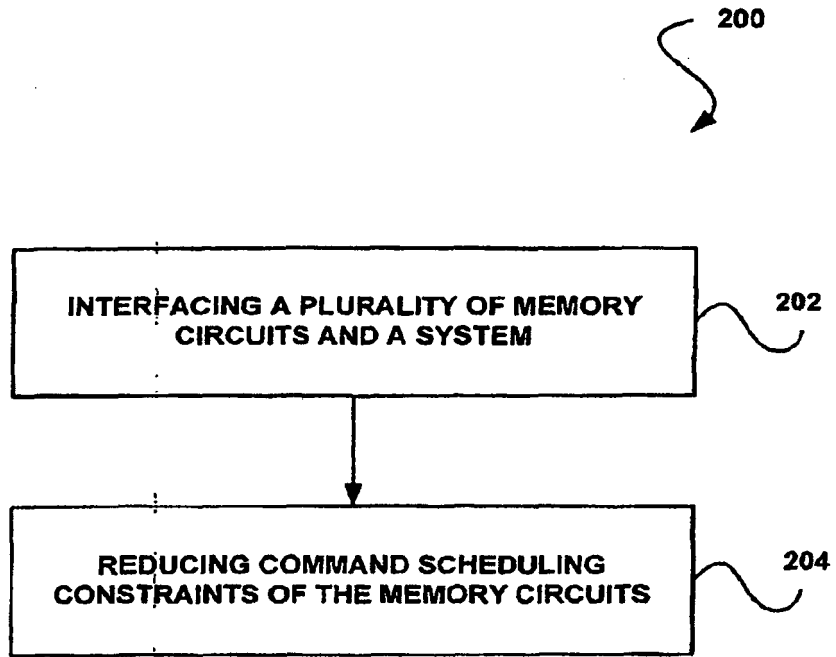 200
INTERFACING A PLURALITY OF MEMORY
CIRCUITS AND A SYSTEM
202
REDUCING COMMAND SCHEDULING
CONSTRAINTS OF THE MEMORY CIRCUITS
204